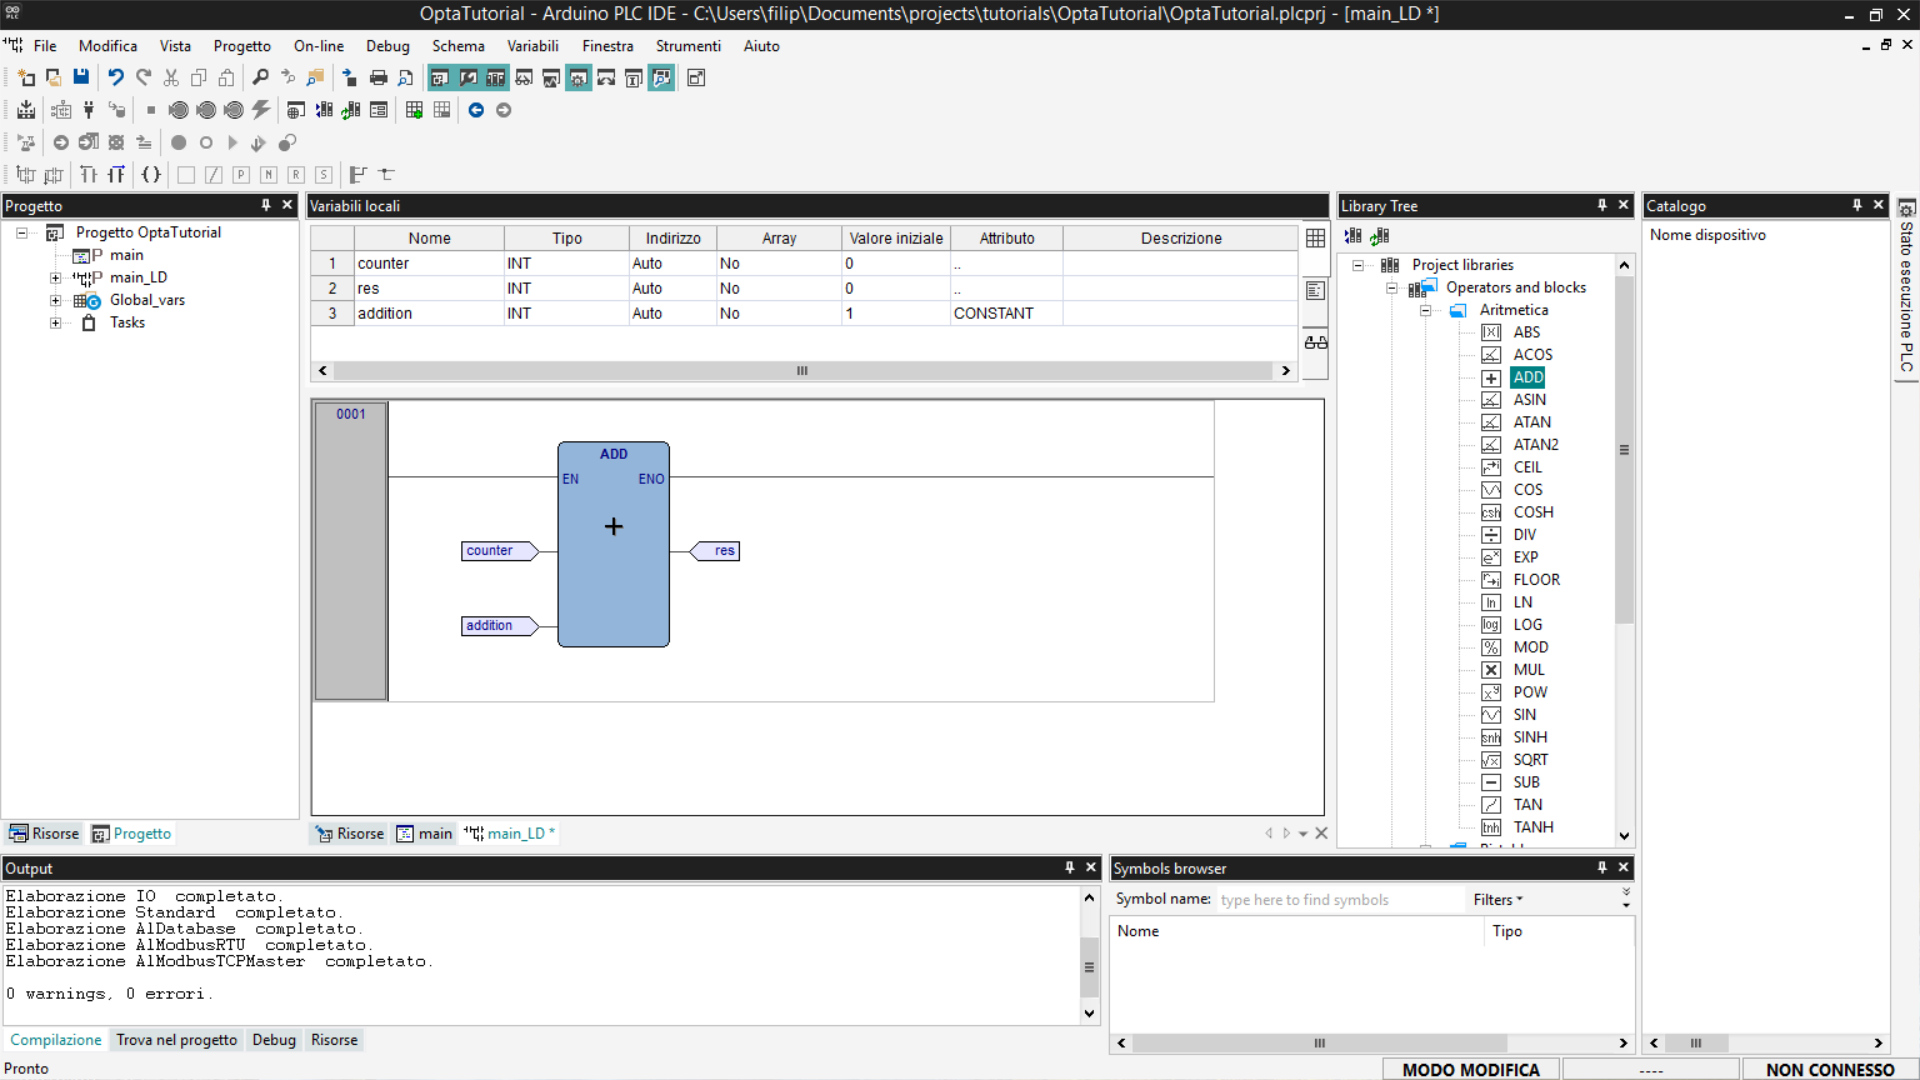 OptaTutorial - Arduino PLC IDE - C:\Users\filip\Documents\projects\tutorials\OptaTutorial\OptaTutorial.plcprj - [main_LD *]
File Modifica Vista Progetto On-line Debug Schema Variabili Finestra Strumenti Aiuto
Progetto
Progetto OptaTutorial
main
main_LD
Global_vars
Tasks
Risorse Progetto
Variabili locali
Nome Tipo Indirizzo Array Valore iniziale Attributo Descrizione
1 counter INT Auto No 0 ..
2 res INT Auto No 0 ..
3 addition INT Auto No 1 CONSTANT
0001
ADD
EN ENO
counter res
addition
Risorse main main_LD *
Library Tree
Project libraries
Operators and blocks
Aritmetica
ABS
ACOS
ADD
ASIN
ATAN
ATAN2
CEIL
COS
COSH
DIV
EXP
FLOOR
LN
LOG
MOD
MUL
POW
SIN
SINH
SQRT
SUB
TAN
TANH
Catalogo
Nome dispositivo
Stato esecuzione PLC
Output
Elaborazione IO completato.
Elaborazione Standard completato.
Elaborazione AlDatabase completato.
Elaborazione AlModbusRTU completato.
Elaborazione AlModbusTCPMaster completato.
0 warnings, 0 errori.
Compilazione Trova nel progetto Debug Risorse
Symbols browser
Symbol name: type here to find symbols Filters
Nome Tipo
Pronto
MODO MODIFICA ---- NON CONNESSO